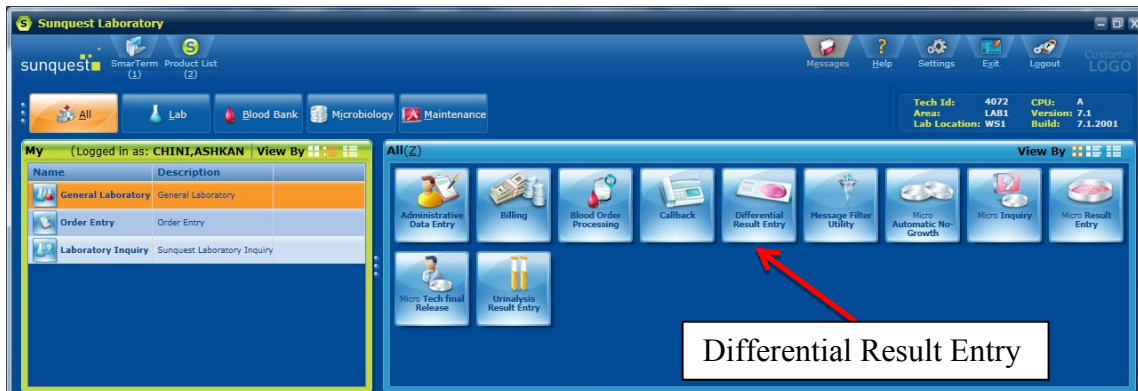 Sunquest Laboratory
sunquest
SmarTerm
(1)
Product List
(2)
Messages
Help
Settings
Exit
Logout
Customer
LOGO
All
Lab
Blood Bank
Microbiology
Maintenance
Tech Id: 4072 CPU: A
Area: LAB1 Version: 7.1
Lab Location: WS1 Build: 7.1.2001
My (Logged in as: CHINI,ASHKAN View By
Name Description
General Laboratory General Laboratory
Order Entry Order Entry
Laboratory Inquiry Sunquest Laboratory Inquiry
All(Z) View By
Administrative
Data Entry
Billing
Blood Order
Processing
Callback
Differential
Result Entry
Message Filter
Utility
Micro
Automatic No-
Growth
Micro Inquiry
Micro Result
Entry
Micro Tech final
Release
Urinalysis
Result Entry
Differential Result Entry